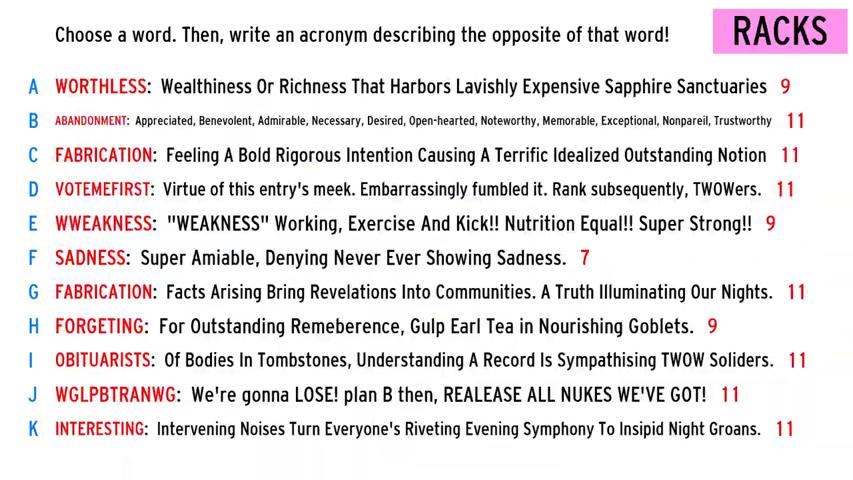 Choose a word. Then, write an acronym describing the opposite of that word!
RACKS
A WORTHLESS: Wealthiness Or Richness That Harbors Lavishly Expensive Sapphire Sanctuaries 9
B ABANDONMENT: Appreciated, Benevolent, Admirable, Necessary, Desired, Open-hearted, Noteworthy, Memorable, Exceptional, Nonpareil, Trustworthy 11
C FABRICATION: Feeling A Bold Rigorous Intention Causing A Terrific Idealized Outstanding Notion 11
D VOTEMEFIRST: Virtue of this entry's meek. Embarrassingly fumbled it. Rank subsequently, TWOWers. 11
E WWEAKNESS: "WEAKNESS" Working, Exercise And Kick!! Nutrition Equal!! Super Strong!! 9
F SADNESS: Super Amiable, Denying Never Ever Showing Sadness. 7
G FABRICATION: Facts Arising Bring Revelations Into Communities. A Truth Illuminating Our Nights. 11
H FORGETING: For Outstanding Remeberence, Gulp Earl Tea in Nourishing Goblets. 9
I OBITUARISTS: Of Bodies In Tombstones, Understanding A Record Is Sympathising TWOW Soliders. 11
J WGLPBTRANWG: We're gonna LOSE! plan B then, REALEASE ALL NUKES WE'VE GOT! 11
K INTERESTING: Intervening Noises Turn Everyone's Riveting Evening Symphony To Insipid Night Groans. 11